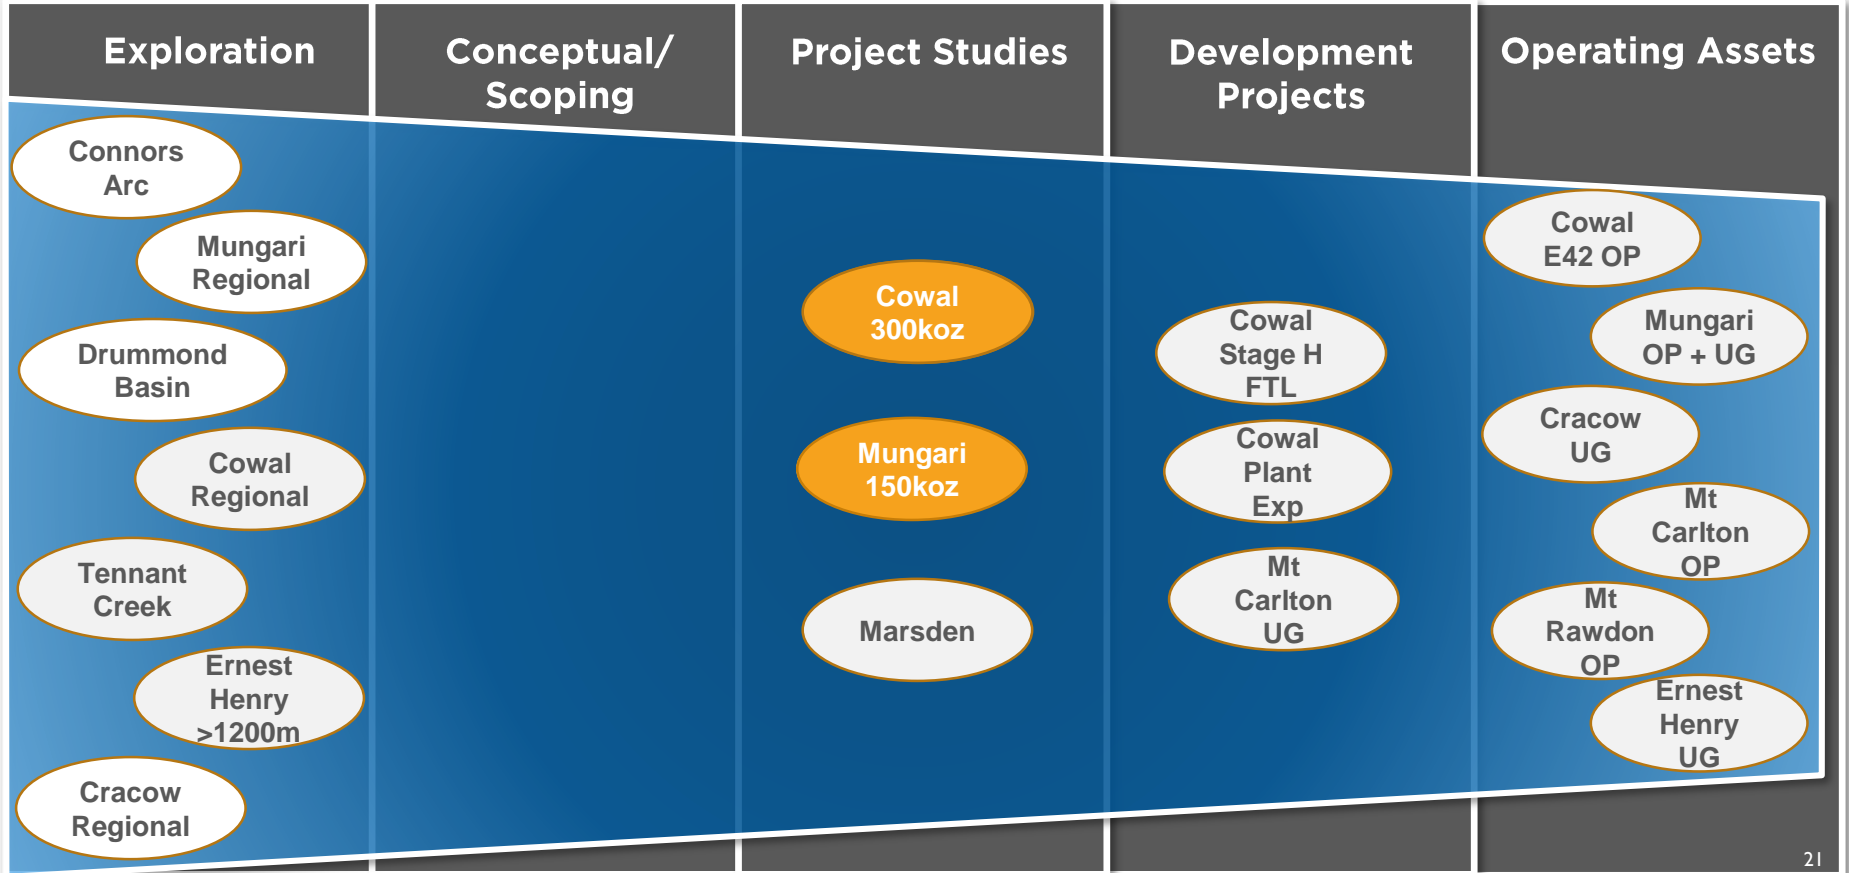 Exploration
Conceptual/
Scoping
Project Studies
Development
Projects
Operating Assets
Connors
Arc
Mungari
Regional
Drummond
Basin
Cowal
Regional
Tennant
Creek
Ernest
Henry
>1200m
Cracow
Regional
Cowal
300koz
Mungari
150koz
Marsden
Cowal
Stage H
FTL
Cowal
Plant
Exp
Mt
Carlton
UG
Cowal
E42 OP
Mungari
OP + UG
Cracow
UG
Mt
Carlton
OP
Mt
Rawdon
OP
Ernest
Henry
UG
21